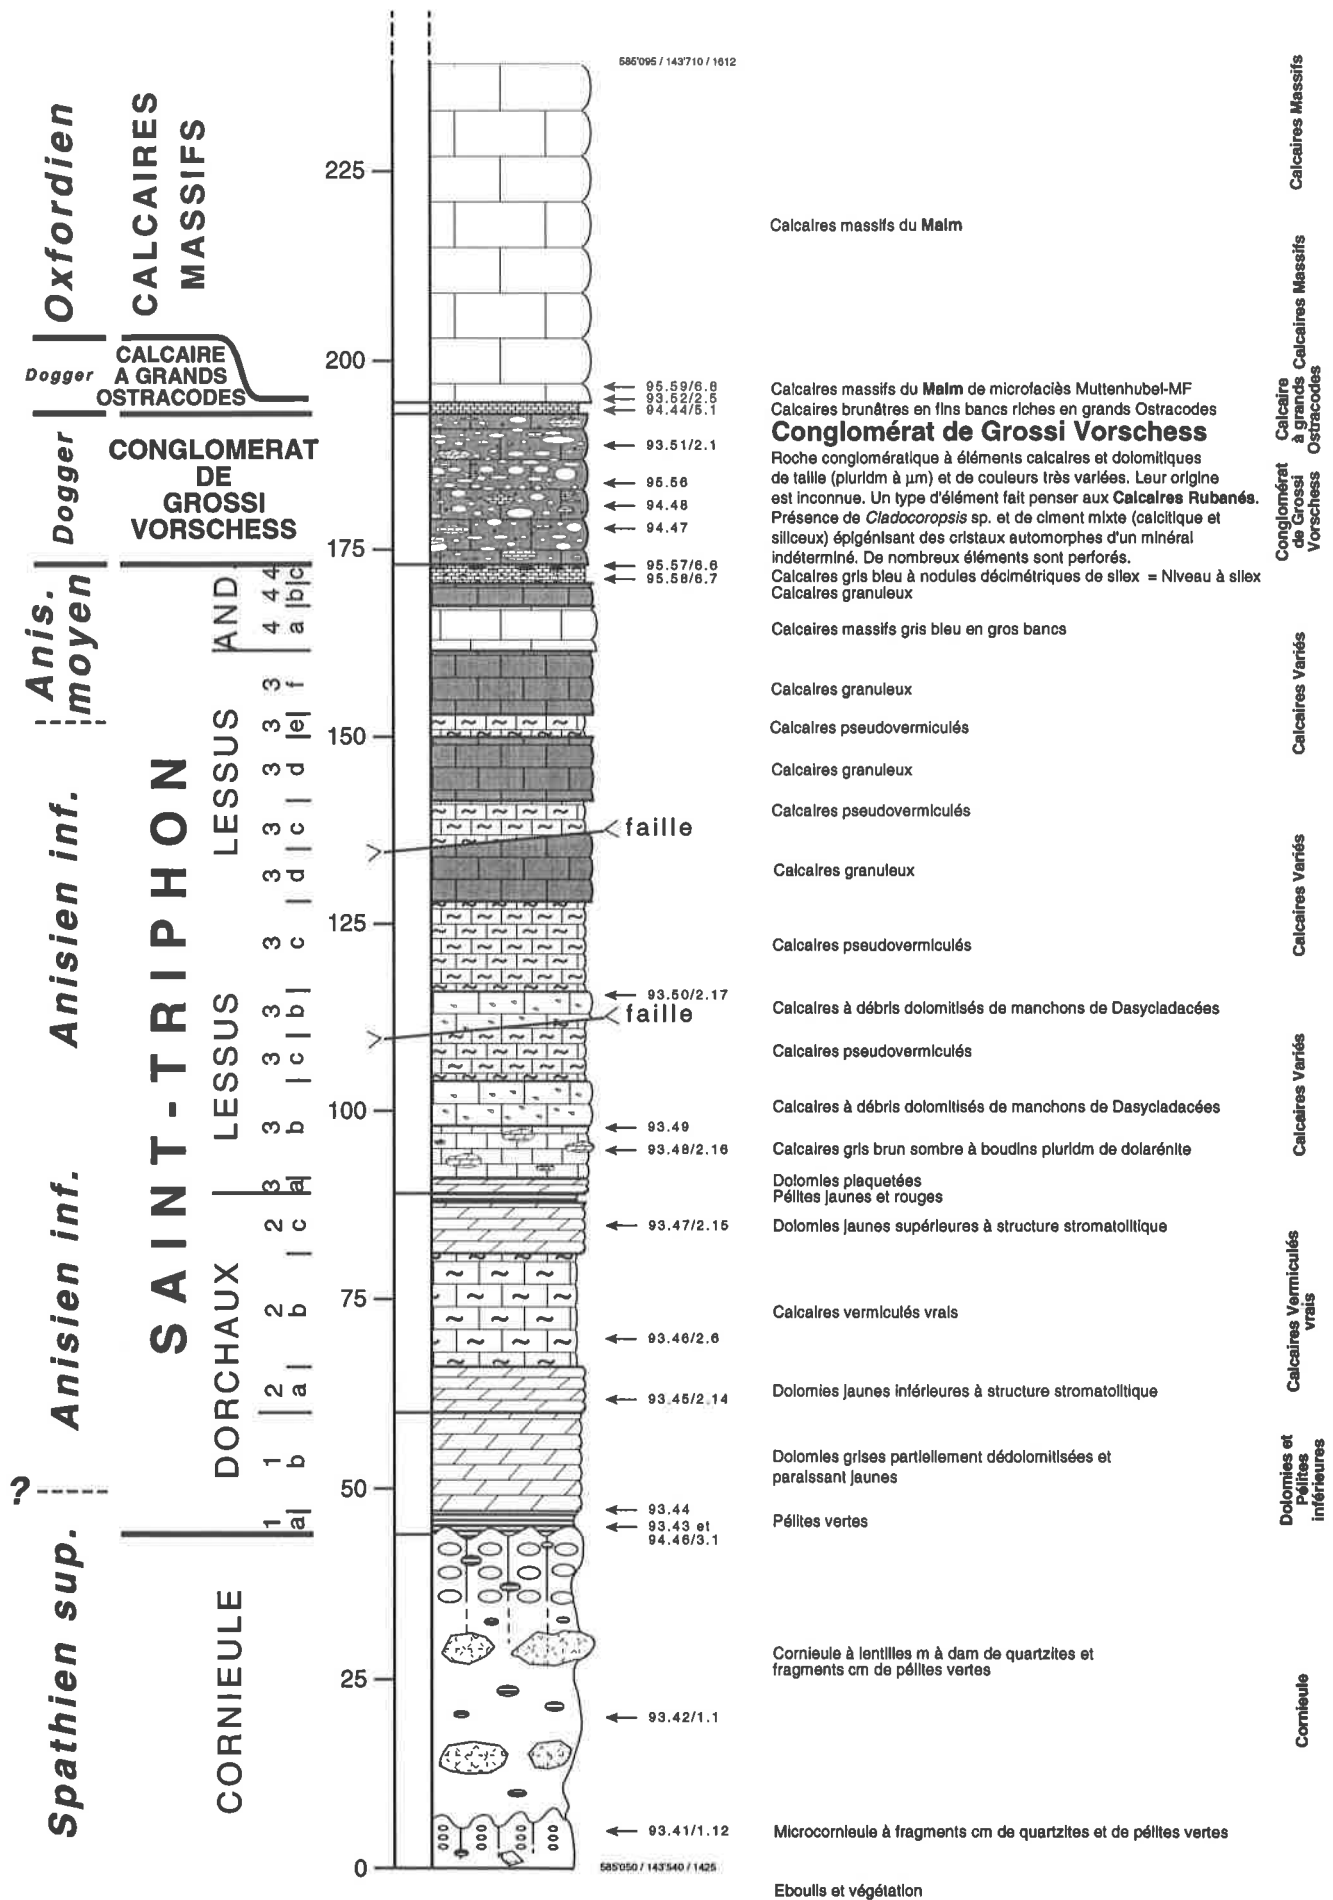 585'095 / 143'710 / 1612
Oxfordien
CALCAIRES
MASSIFS
225
Calcaires massifs du Malm
Calcaires Massifs
Calcaires Massifs
200
Dogger
CALCAIRE
A GRANDS
OSTRACODES
95.59/6.8
Calcaires massifs du Malm de microfaciès Muttenhubel-MF
93.52/2.5
94.44/5.1
Calcaires brunâtres en fins bancs riches en grands Ostracodes
Calcaire
à grands
Ostracodes
Dogger
CONGLOMERAT
DE
GROSSI
VORSCHESS
Conglomérat de Grossi Vorschess
93.51/2.1
95.56
94.48
94.47
Roche conglomératique à éléments calcaires et dolomitiques
de taille (pluridm à µm) et de couleurs très variées. Leur origine
est inconnue. Un type d'élément fait penser aux Calcaires Rubanés.
Présence de Cladocoropsis sp. et de ciment mixte (calcitique et
siliceux) épigénisant des cristaux automorphes d'un minéral
indéterminé. De nombreux éléments sont perforés.
Conglomérat
de Grossi
Vorschess
175
95.57/6.6
95.58/6.7
Calcaires gris bleu à nodules décimétriques de silex = Niveau à silex
Calcaires granuleux
Anis.
moyen
AND.
4 4 4
a |b|c
Calcaires massifs gris bleu en gros bancs
Calcaires granuleux
3
f
Calcaires Variés
SAINT-TRIPHON
LESSUS
3
|e|
Calcaires pseudovermiculés
150
3
d
Calcaires granuleux
Anisien inf.
3
| c |
Calcaires pseudovermiculés
faille
3
| d
Calcaires granuleux
Calcaires Variés
125
3
c
Calcaires pseudovermiculés
LESSUS
93.50/2.17
3
|b|
Calcaires à débris dolomitisés de manchons de Dasycladacées
faille
3
| c
Calcaires pseudovermiculés
100
3
b
Calcaires à débris dolomitisés de manchons de Dasycladacées
Calcaires Variés
93.49
93.48/2.16
Calcaires gris brun sombre à boudins pluridm de dolarénite
3
a|
Dolomies plaquetées
Pélites jaunes et rouges
Anisien inf.
DORCHAUX
2
| c
93.47/2.15
Dolomies jaunes supérieures à structure stromatolitique
75
2
b
Calcaires vermiculés vrais
93.46/2.6
Calcaires Vermiculés
vrais
2
a |
93.45/2.14
Dolomies jaunes inférieures à structure stromatolitique
1
b
Dolomies grises partiellement dédolomitisées et
paraissant jaunes
Dolomies et
Pélites
inférieures
?
50
93.44
1
a|
93.43 et
94.46/3.1
Pélites vertes
Spathien sup.
CORNIEULE
Cornieule à lentilles m à dam de quartzites et
fragments cm de pélites vertes
25
93.42/1.1
Cornieule
93.41/1.12
Microcornieule à fragments cm de quartzites et de pélites vertes
0
585'050 / 143'540 / 1425
Eboulis et végétation